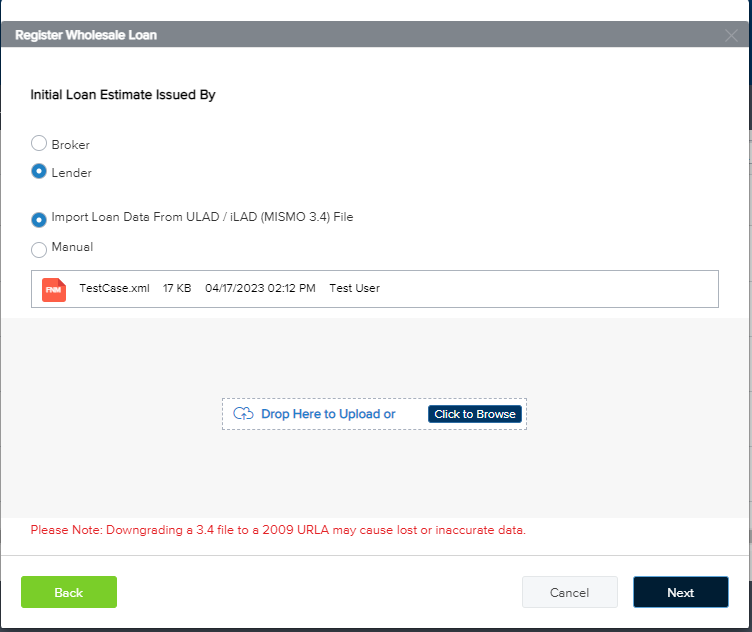 Register Wholesale Loan
Initial Loan Estimate Issued By
Broker
Lender
Import Loan Data From ULAD / iLAD (MISMO 3.4) File
Manual
FNM TestCase.xml 17 KB 04/17/2023 02:12 PM Test User
Drop Here to Upload or Click to Browse
Please Note: Downgrading a 3.4 file to a 2009 URLA may cause lost or inaccurate data.
Back Cancel Next